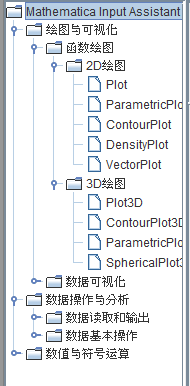 Mathematica Input Assistant
绘图与可视化
函数绘图
2D绘图
Plot
ParametricPlo
ContourPlot
DensityPlot
VectorPlot
3D绘图
Plot3D
ContourPlot3D
ParametricPlo
SphericalPlot3
数据可视化
数据操作与分析
数据读取和输出
数据基本操作
数值与符号运算